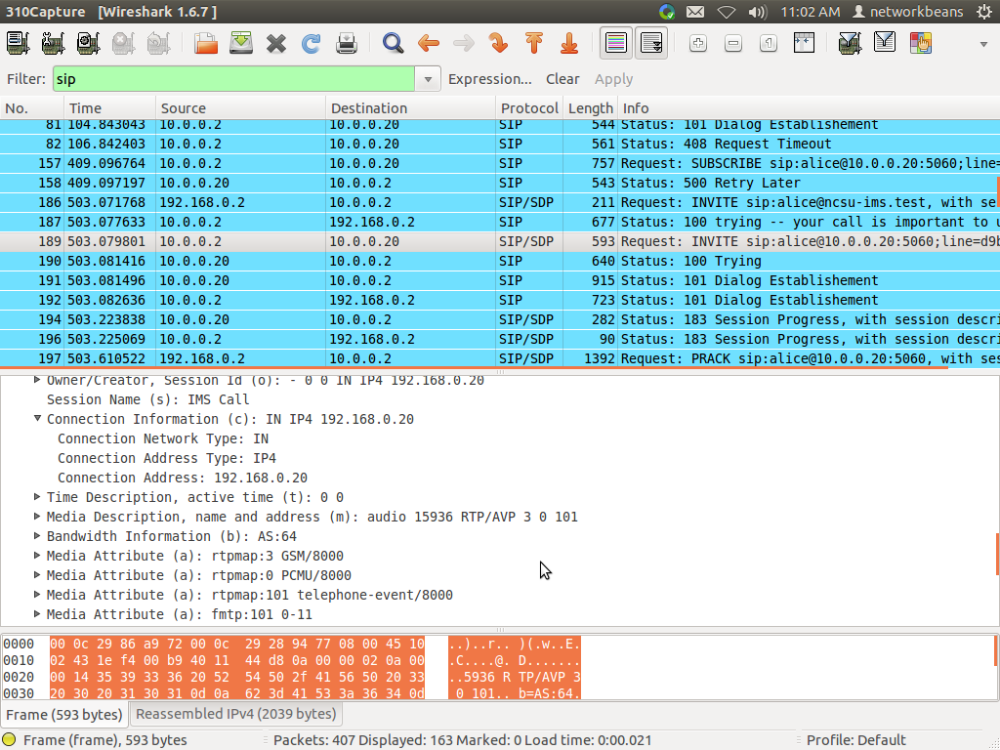 310Capture [Wireshark 1.6.7 ] 11:02 AM networkbeans
Filter: sip Expression... Clear Apply
No. Time Source Destination Protocol Length Info
81 104.843043 10.0.0.2 10.0.0.20 SIP 544 Status: 101 Dialog Establishement
82 106.842403 10.0.0.2 10.0.0.20 SIP 561 Status: 408 Request Timeout
157 409.096764 10.0.0.2 10.0.0.20 SIP 757 Request: SUBSCRIBE sip:alice@10.0.0.20:5060;line=
158 409.097197 10.0.0.20 10.0.0.2 SIP 543 Status: 500 Retry Later
186 503.071768 192.168.0.2 10.0.0.2 SIP/SDP 211 Request: INVITE sip:alice@ncsu-ims.test, with se
187 503.077633 10.0.0.2 192.168.0.2 SIP 677 Status: 100 trying -- your call is important to u
189 503.079801 10.0.0.2 10.0.0.20 SIP/SDP 593 Request: INVITE sip:alice@10.0.0.20:5060;line=d9b
190 503.081416 10.0.0.20 10.0.0.2 SIP 640 Status: 100 Trying
191 503.081496 10.0.0.20 10.0.0.2 SIP 915 Status: 101 Dialog Establishement
192 503.082636 10.0.0.2 192.168.0.2 SIP 723 Status: 101 Dialog Establishement
194 503.223838 10.0.0.20 10.0.0.2 SIP/SDP 282 Status: 183 Session Progress, with session descri
196 503.225069 10.0.0.2 192.168.0.2 SIP/SDP 90 Status: 183 Session Progress, with session descri
197 503.610522 192.168.0.2 10.0.0.2 SIP/SDP 1392 Request: PRACK sip:alice@10.0.0.20:5060, with ses
Owner/Creator, Session Id (o): - 0 0 IN IP4 192.168.0.20
Session Name (s): IMS Call
Connection Information (c): IN IP4 192.168.0.20
Connection Network Type: IN
Connection Address Type: IP4
Connection Address: 192.168.0.20
Time Description, active time (t): 0 0
Media Description, name and address (m): audio 15936 RTP/AVP 3 0 101
Bandwidth Information (b): AS:64
Media Attribute (a): rtpmap:3 GSM/8000
Media Attribute (a): rtpmap:0 PCMU/8000
Media Attribute (a): rtpmap:101 telephone-event/8000
Media Attribute (a): fmtp:101 0-11
0000 00 0c 29 86 a9 72 00 0c 29 28 94 77 08 00 45 10 ..)..r.. )(.w..E.
0010 02 43 1e f4 00 b9 40 11 44 d8 0a 00 00 02 0a 00 .C....@. D.......
0020 00 14 35 39 33 36 20 52 54 50 2f 41 56 50 20 33 ..5936 R TP/AVP 3
0030 20 30 20 31 30 31 0d 0a 62 3d 41 53 3a 36 34 0d 0 101.. b=AS:64.
Frame (593 bytes) Reassembled IPv4 (2039 bytes)
Frame (frame), 593 bytes Packets: 407 Displayed: 163 Marked: 0 Load time: 0:00.021 Profile: Default